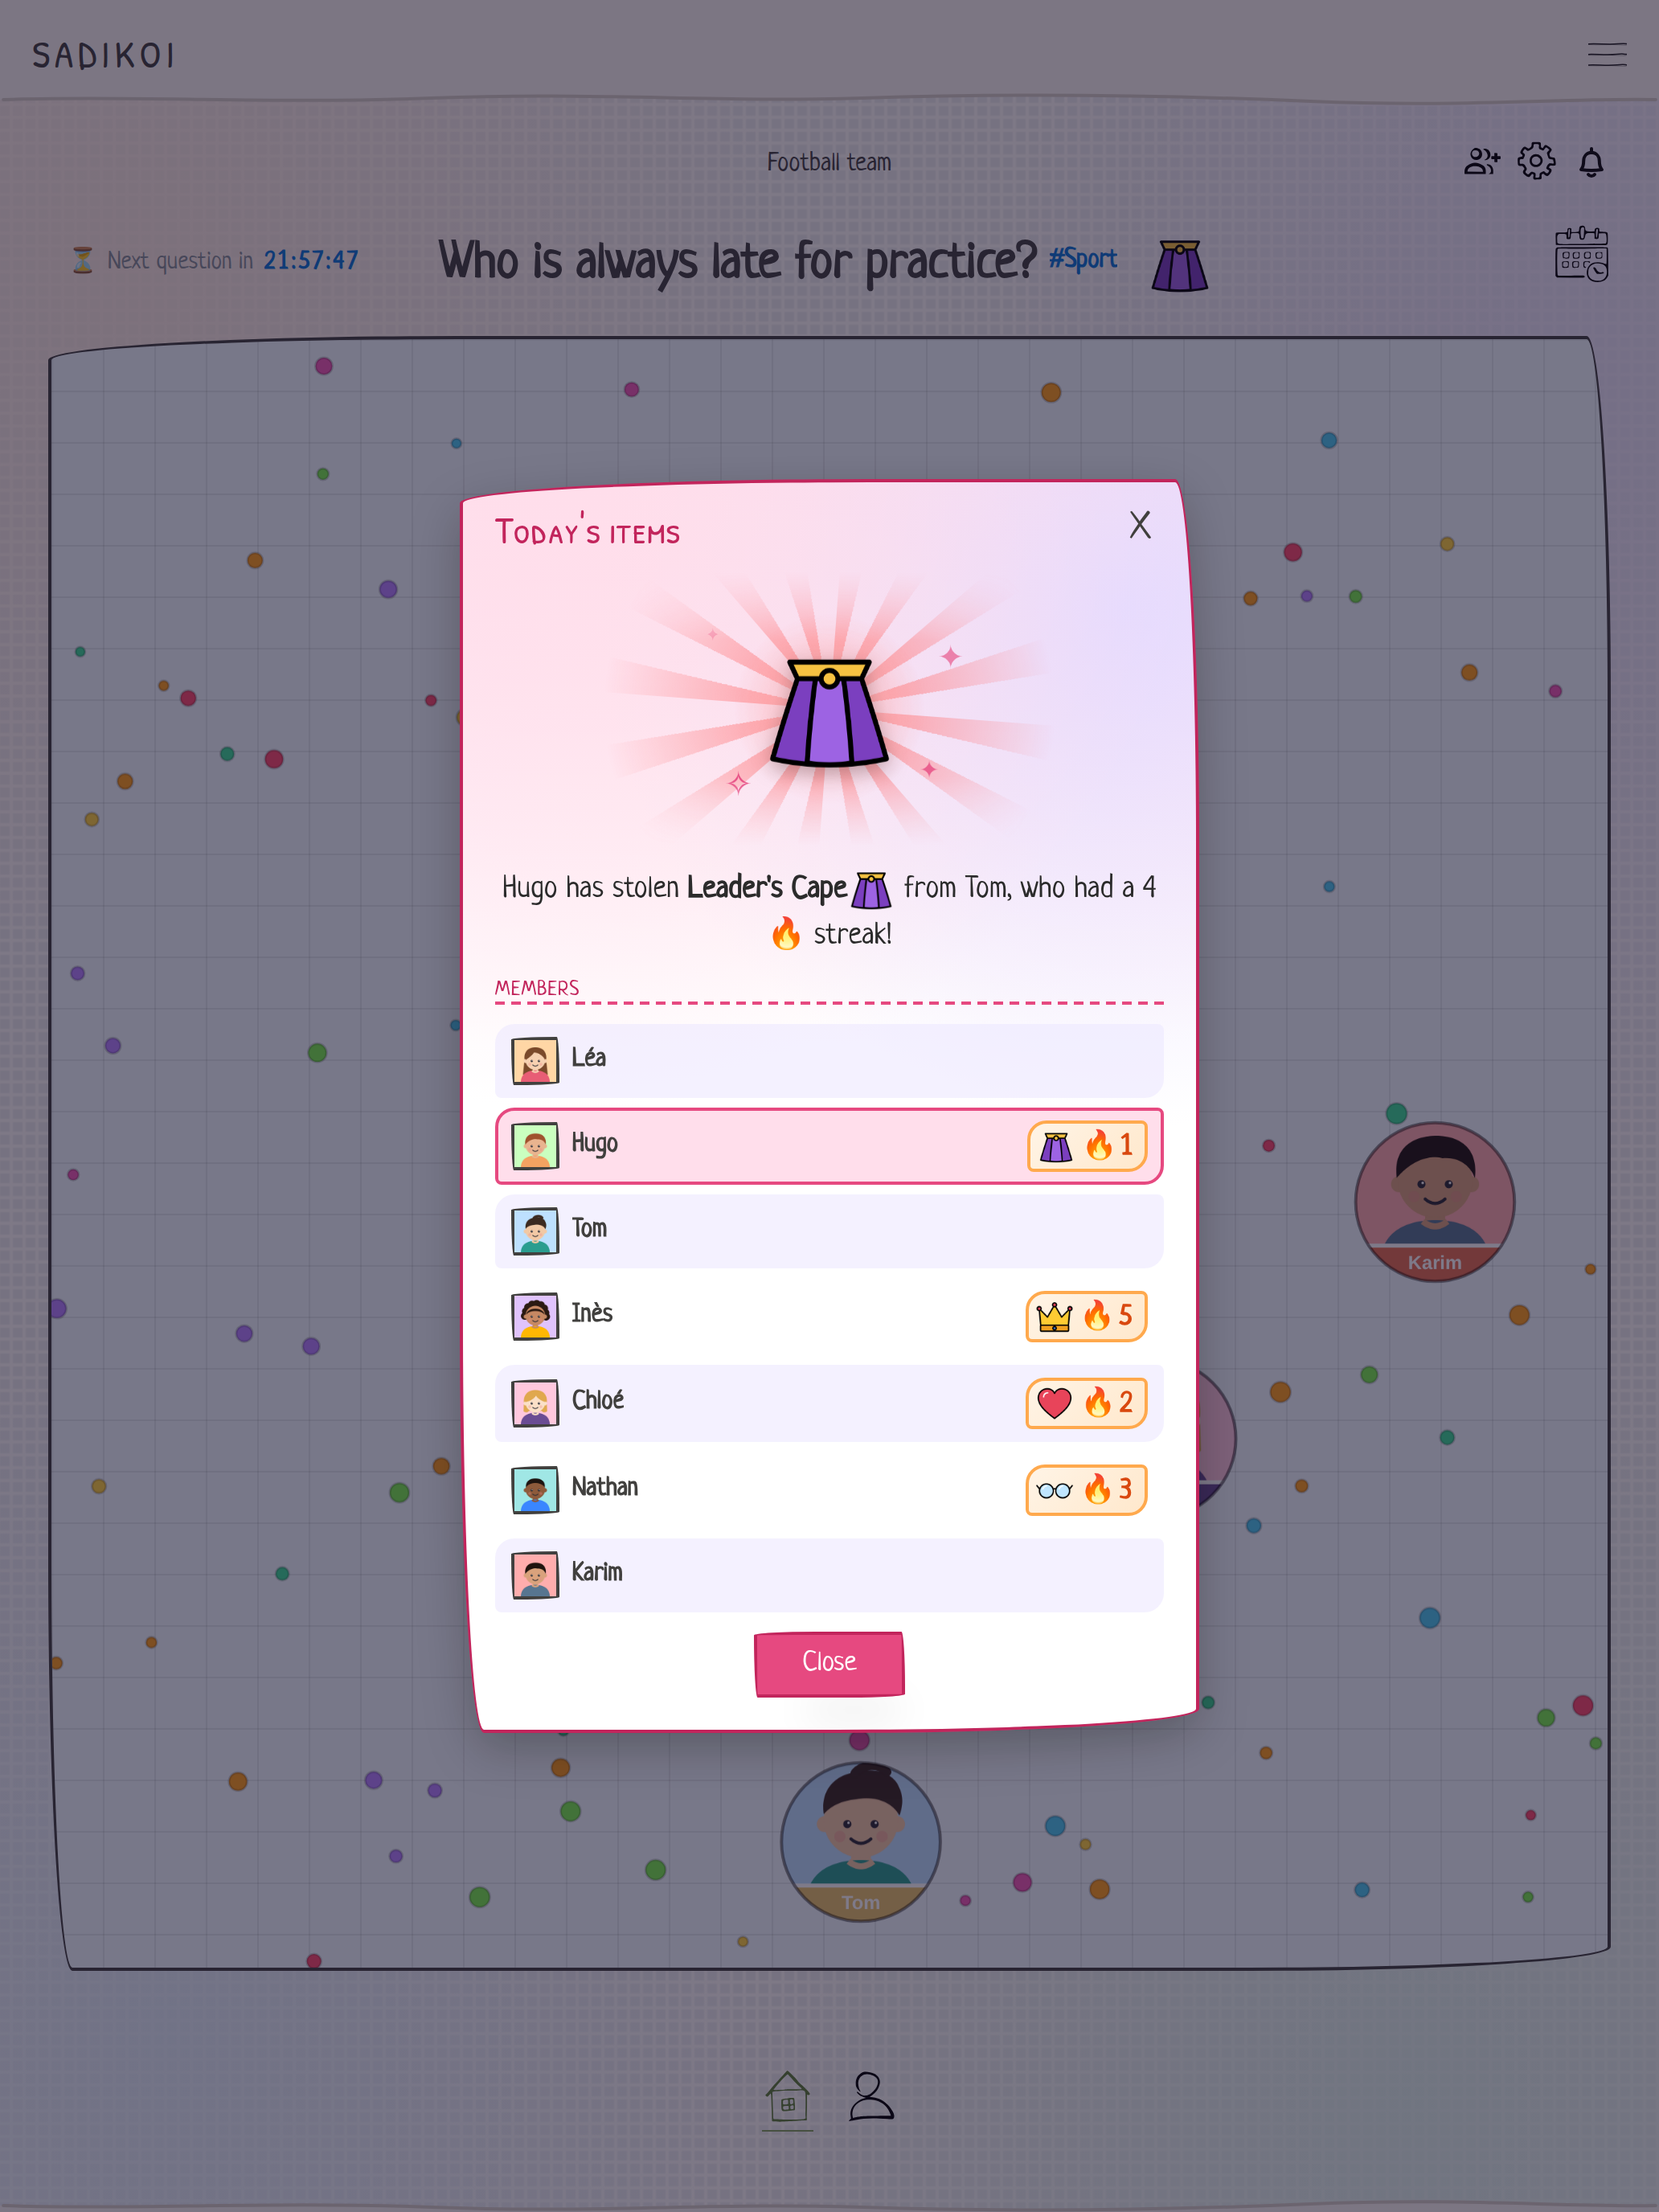 SADIKOI
Football team
Next question in 21:57:47
Who is always late for practice? #Sport
Today's items
X
Hugo has stolen Leader's Cape from Tom, who had a 4
🔥 streak!
MEMBERS
Léa
Hugo 🔥 1
Tom
Inès 🔥 5
Chloé 🔥 2
Nathan 🔥 3
Karim
Close
Karim
Tom